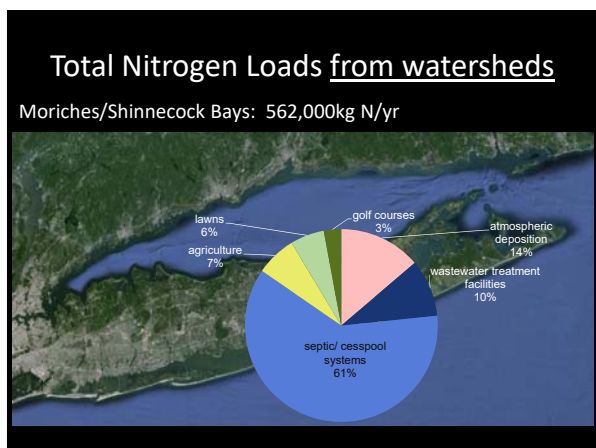 Total Nitrogen Loads from watersheds
Moriches/Shinnecock Bays: 562,000kg N/yr
golf courses
3%
lawns
6%
atmospheric
deposition
14%
agriculture
7%
wastewater treatment
facilities
10%
septic/ cesspool
systems
61%